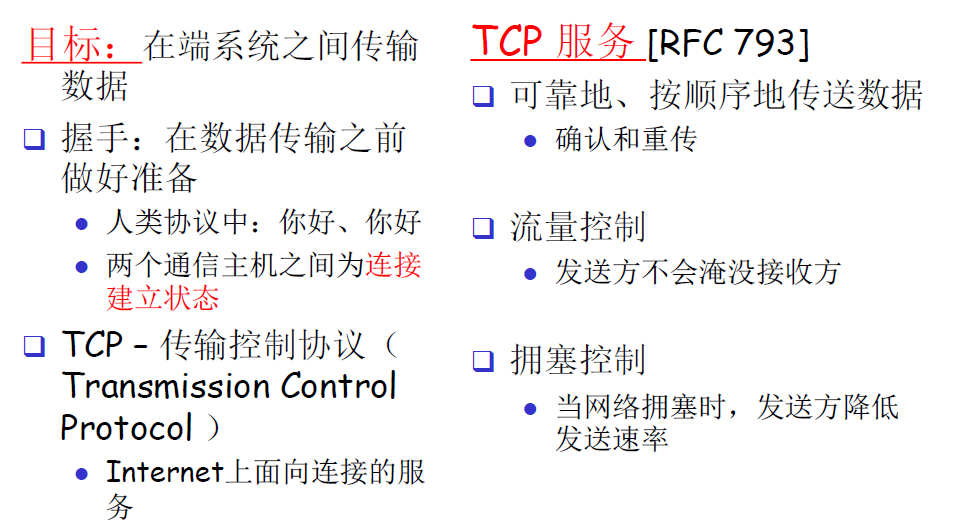 目标：在端系统之间传输
数据
握手：在数据传输之前
做好准备
人类协议中：你好、你好
两个通信主机之间为连接
建立状态
TCP – 传输控制协议（
Transmission Control
Protocol ）
Internet上面向连接的服
务
TCP 服务 [RFC 793]
可靠地、按顺序地传送数据
确认和重传
流量控制
发送方不会淹没接收方
拥塞控制
当网络拥塞时，发送方降低
发送速率